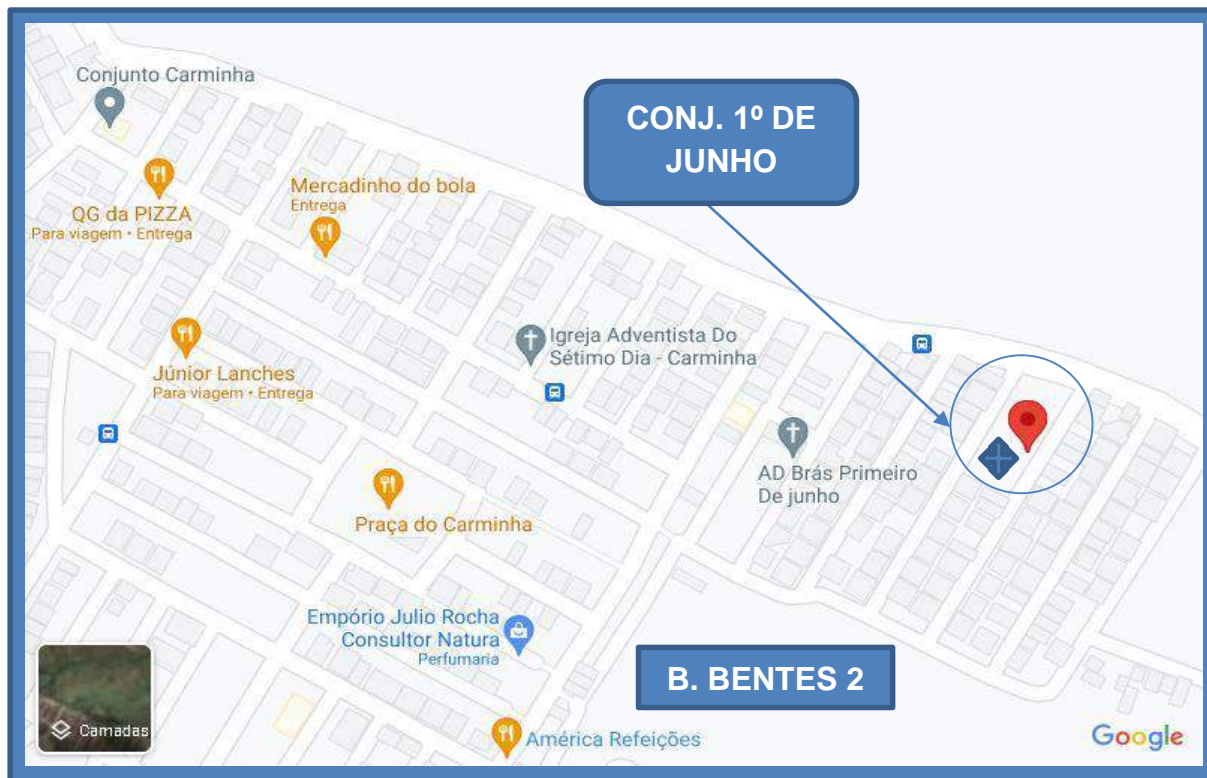 Conjunto Carminha
CONJ. 1º DE
JUNHO
QG da PIZZA
Para viagem • Entrega
Mercadinho do bola
Entrega
Igreja Adventista Do
Sétimo Dia - Carminha
Júnior Lanches
Para viagem • Entrega
AD Brás Primeiro
De junho
Praça do Carminha
Empório Julio Rocha
Consultor Natura
Perfumaria
B. BENTES 2
Camadas
América Refeições
Google